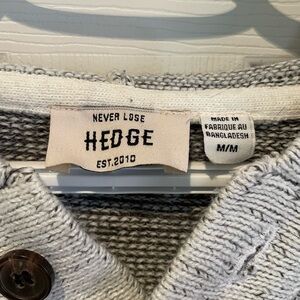 NEVER LOSE
HEDGE
EST.2010
MADE IN
FABRIQUE AU
BANGLADESH
M/M